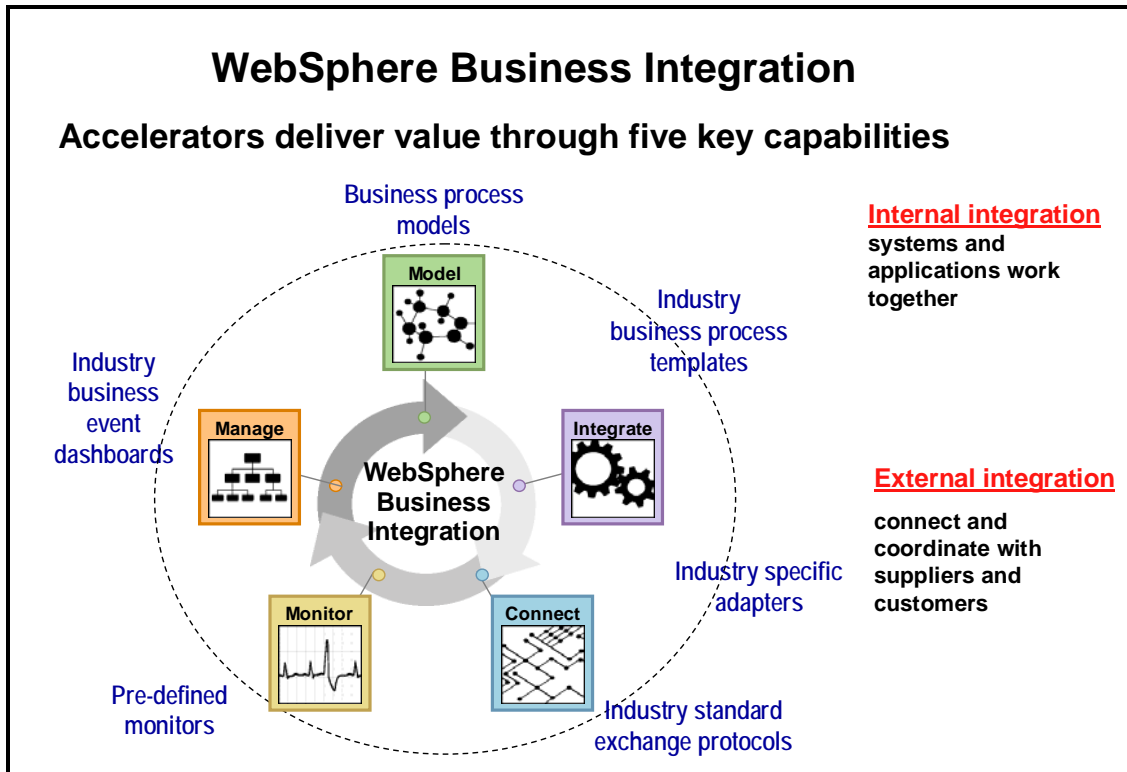 WebSphere Business Integration
Accelerators deliver value through five key capabilities
Business process
models
Internal integration
systems and
applications work
together
Model
Industry
business process
templates
Industry
business
event
dashboards
Manage
Integrate
WebSphere
Business
Integration
External integration
connect and
coordinate with
suppliers and
customers
Industry specific
adapters
Monitor
Connect
Pre-defined
monitors
Industry standard
exchange protocols